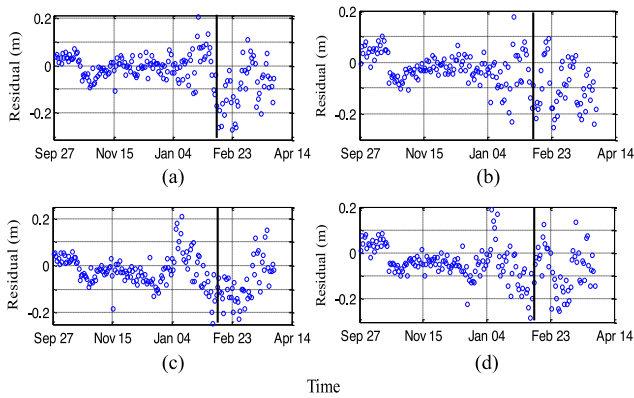 0.2
0
-0.2
Residual (m)
Sep 27 Nov 15 Jan 04 Feb 23 Apr 14
(a)
0.2
0
-0.2
Residual (m)
Sep 27 Nov 15 Jan 04 Feb 23 Apr 14
(b)
0.2
0
-0.2
Residual (m)
Sep 27 Nov 15 Jan 04 Feb 23 Apr 14
(c)
0.2
0
-0.2
Residual (m)
Sep 27 Nov 15 Jan 04 Feb 23 Apr 14
(d)
Time